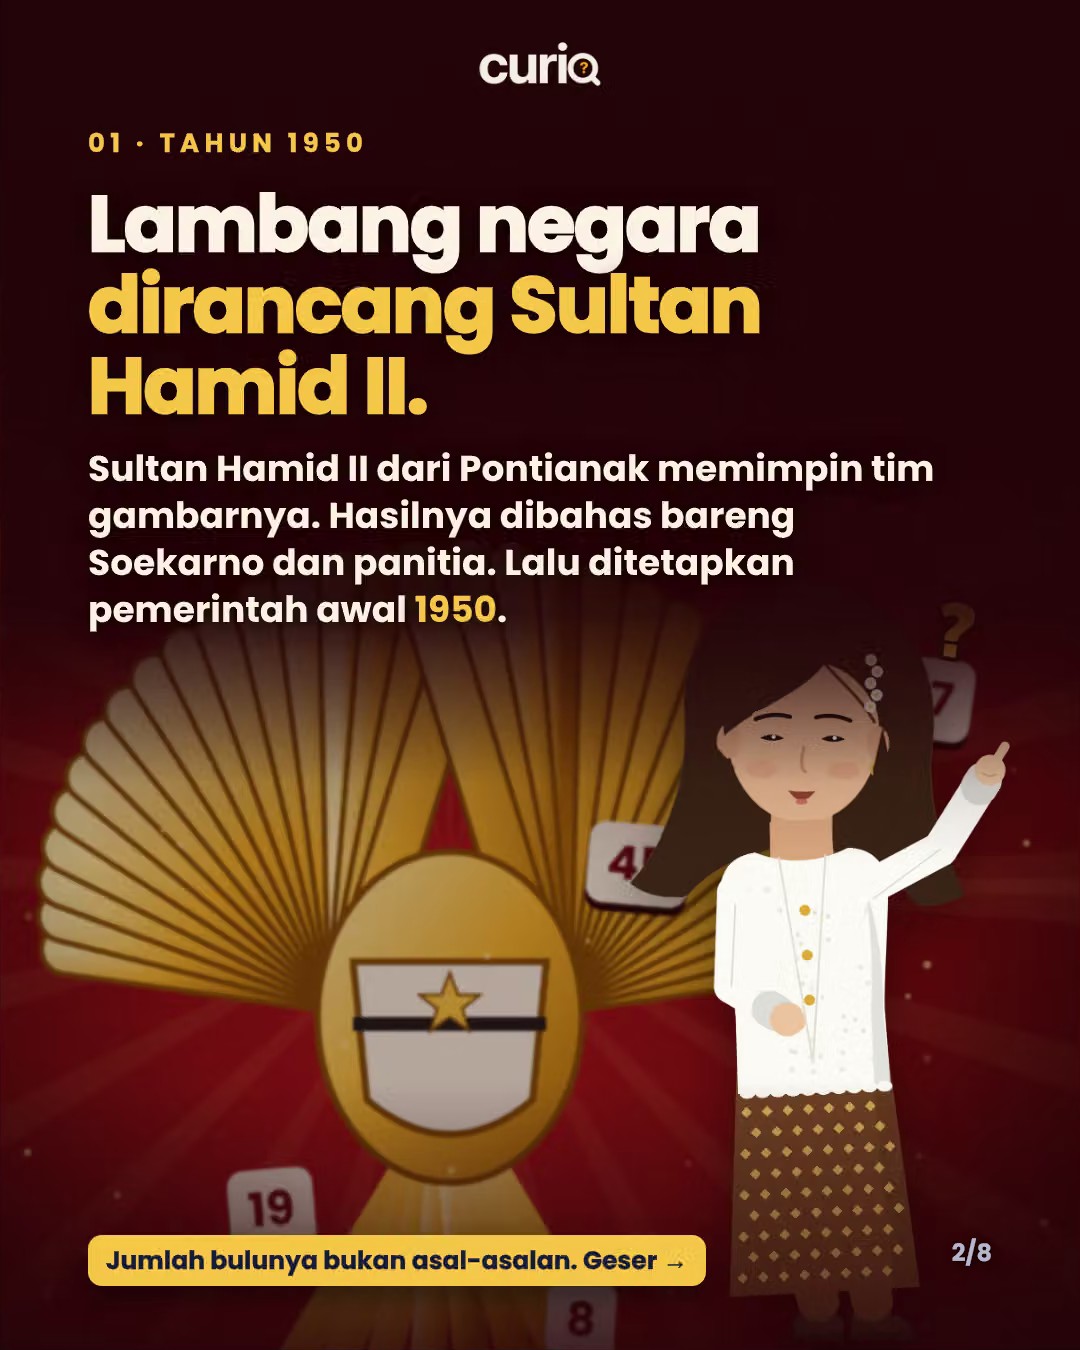 curiq
01 · TAHUN 1950
Lambang negara
dirancang Sultan
Hamid II.
Sultan Hamid II dari Pontianak memimpin tim
gambarnya. Hasilnya dibahas bareng
Soekarno dan panitia. Lalu ditetapkan
pemerintah awal 1950.
?
7
19
Jumlah bulunya bukan asal-asalan. Geser →
2/8
8